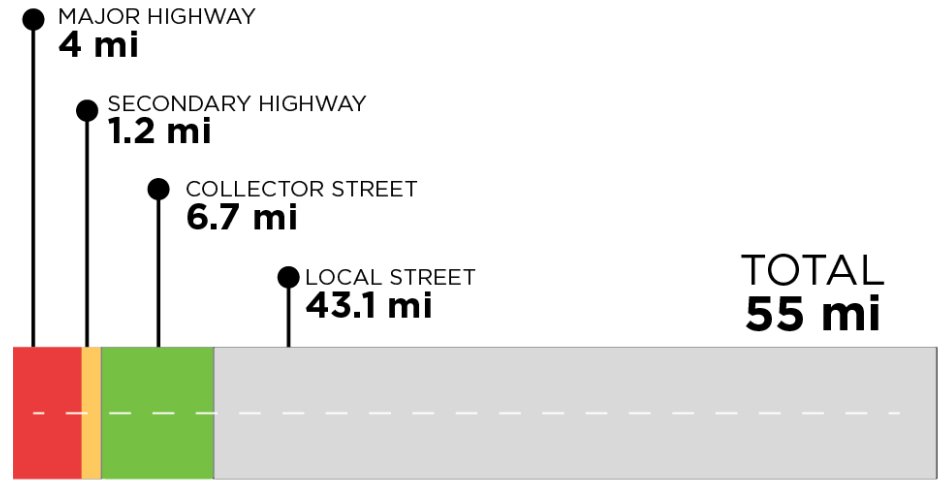 MAJOR HIGHWAY
4 mi
SECONDARY HIGHWAY
1.2 mi
COLLECTOR STREET
6.7 mi
LOCAL STREET
43.1 mi
TOTAL
55 mi